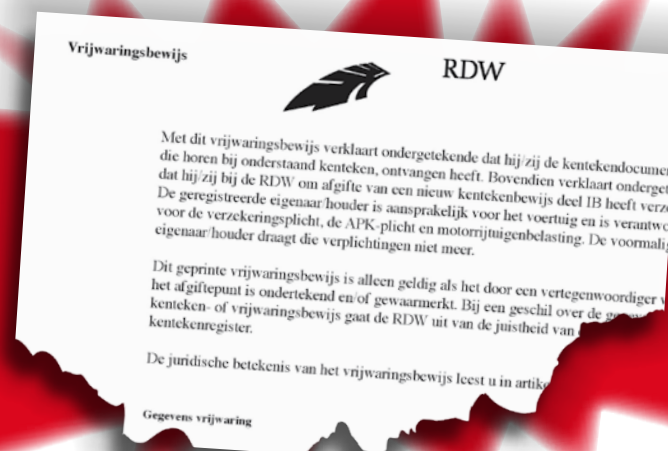 Vrijwaringsbewijs
RDW
Met dit vrijwaringsbewijs verklaart ondergetekende dat hij/zij de kentekendocume
die horen bij onderstaand kenteken, ontvangen heeft. Bovendien verklaart onderget
dat hij/zij bij de RDW om afgifte van een nieuw kentekenbewijs deel IB heeft verz
De geregistreerde eigenaar/houder is aansprakelijk voor het voertuig en is verantwo
voor de verzekeringsplicht, de APK-plicht en motorrijtuigenbelasting. De voormalig
eigenaar/houder draagt die verplichtingen niet meer.
Dit geprinte vrijwaringsbewijs is alleen geldig als het door een vertegenwoordiger v
het afgiftepunt is ondertekend en/of gewaarmerkt. Bij een geschil over de
kenteken- of vrijwaringsbewijs gaat de RDW uit van de juistheid van
kentekenregister.
De juridische betekenis van het vrijwaringsbewijs leest u in artike
Gegevens vrijwaring